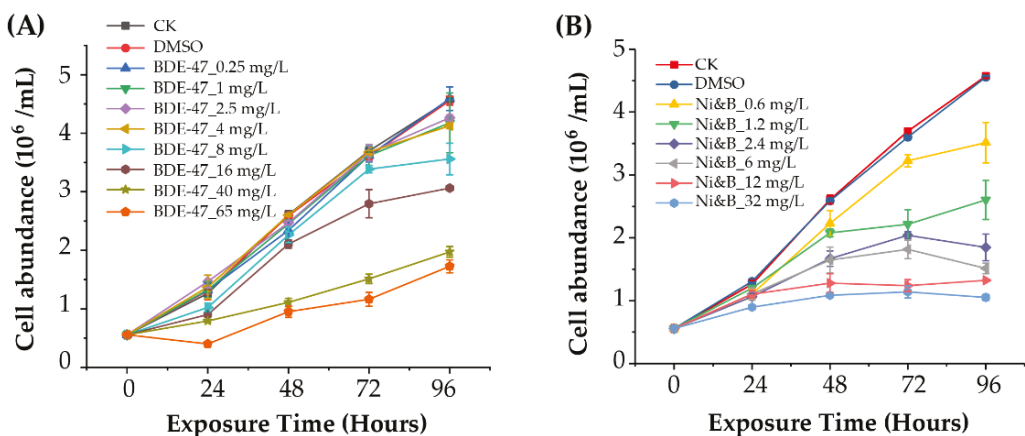 (A)
CK
DMSO
BDE-47_0.25 mg/L
BDE-47_1 mg/L
BDE-47_2.5 mg/L
BDE-47_4 mg/L
BDE-47_8 mg/L
BDE-47_16 mg/L
BDE-47_40 mg/L
BDE-47_65 mg/L
Cell abundance (10⁶ /mL)
5
4
3
2
1
0
0 24 48 72 96
Exposure Time (Hours)
(B)
CK
DMSO
Ni&B_0.6 mg/L
Ni&B_1.2 mg/L
Ni&B_2.4 mg/L
Ni&B_6 mg/L
Ni&B_12 mg/L
Ni&B_32 mg/L
Cell abundance (10⁶ /mL)
5
4
3
2
1
0
0 24 48 72 96
Exposure Time (Hours)